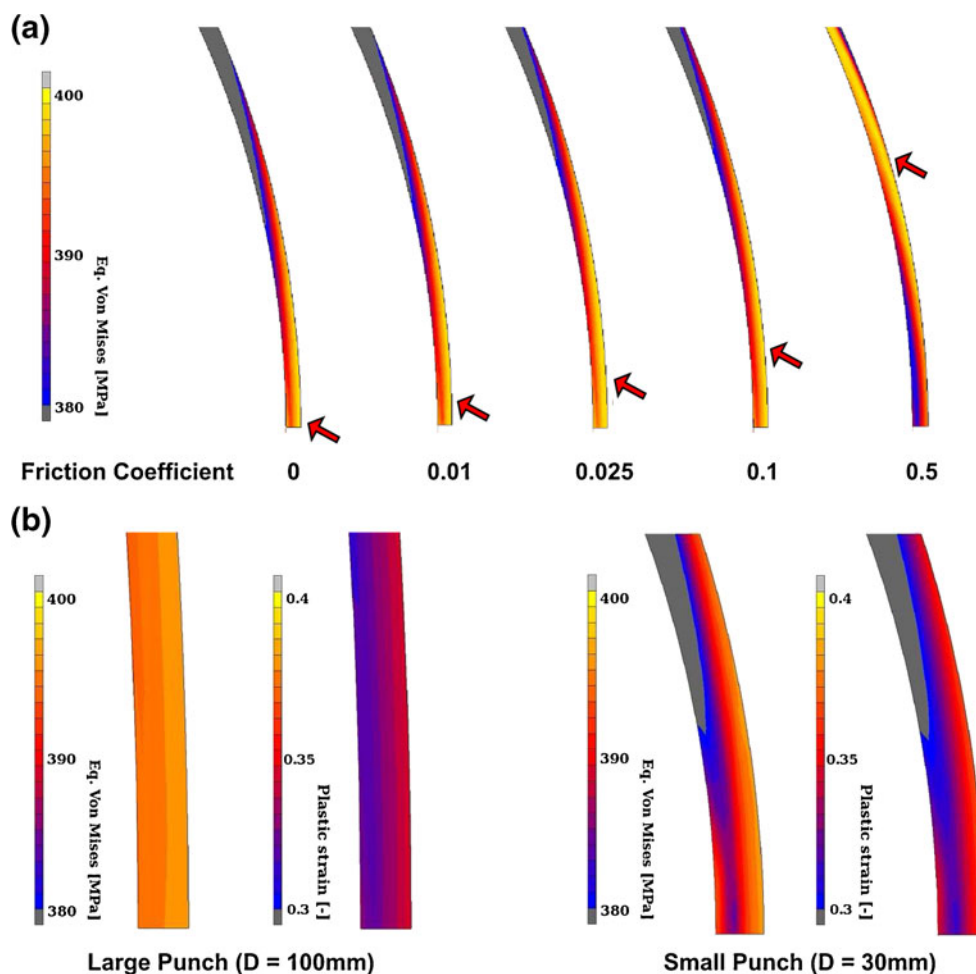 (a)
400
390
380
Eq. Von Mises [MPa]
Friction Coefficient 0 0.01 0.025 0.1 0.5
(b)
400
390
380
Eq. Von Mises [MPa]
0.4
0.35
0.3
Plastic strain [-]
400
390
380
Eq. Von Mises [MPa]
0.4
0.35
0.3
Plastic strain [-]
Large Punch (D = 100mm)
Small Punch (D = 30mm)